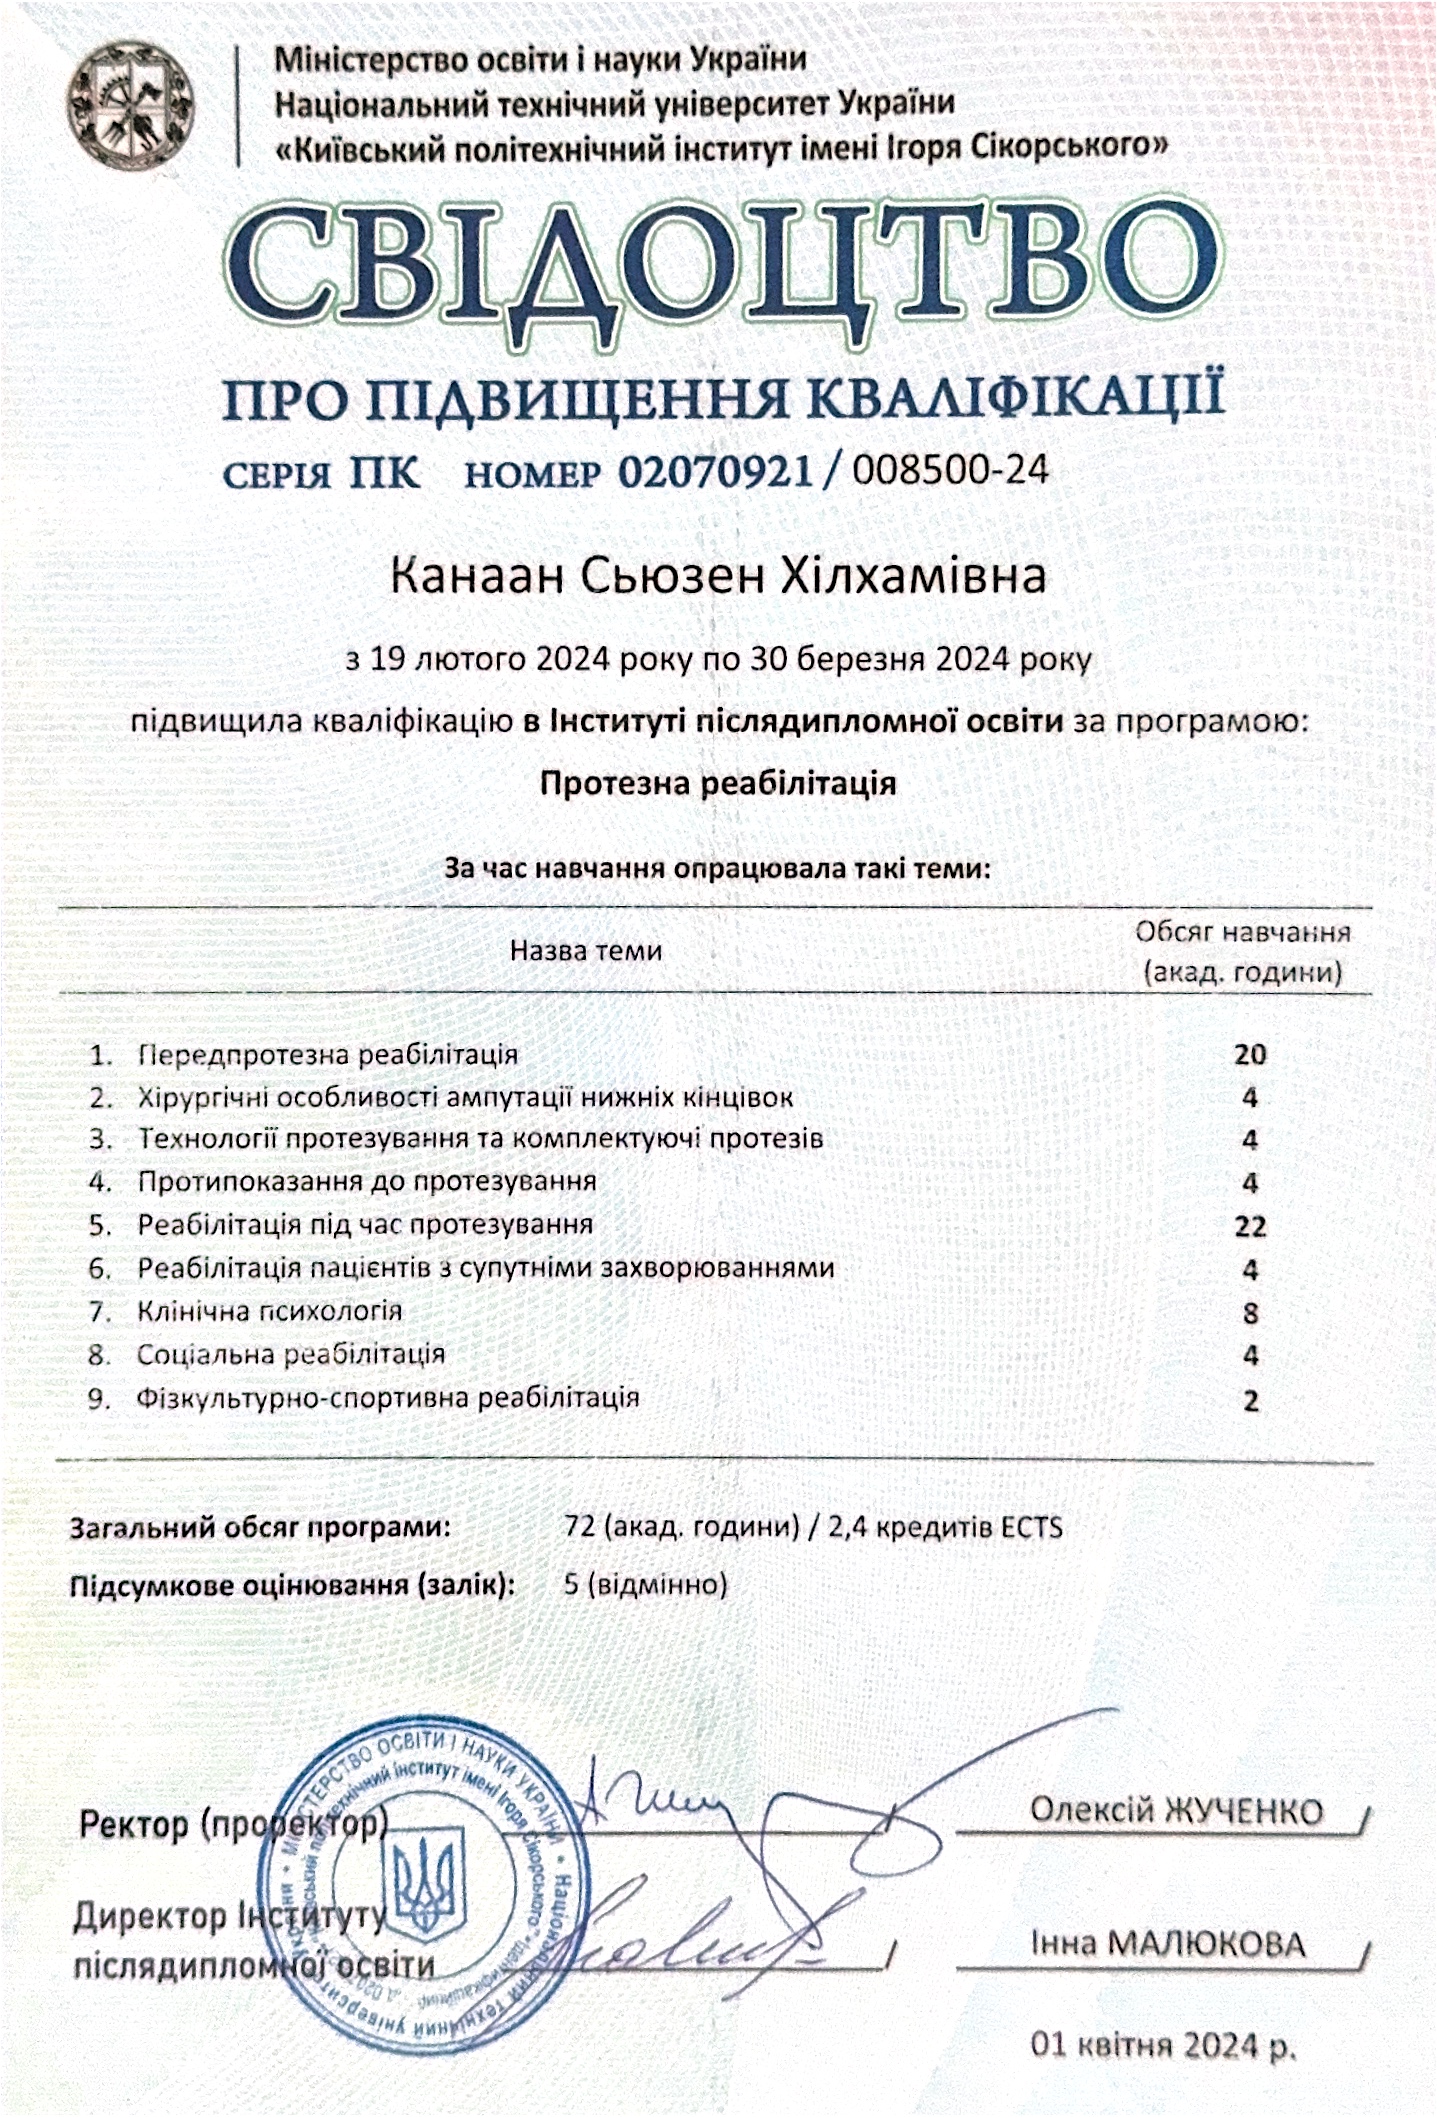 Міністерство освіти і науки України
Національний технічний університет України
«Київський політехнічний інститут імені Ігоря Сікорського»
СВІДОЦТВО
ПРО ПІДВИЩЕННЯ КВАЛІФІКАЦІЇ
СЕРІЯ ПК НОМЕР 02070921 / 008500-24
Канаан Сьюзен Хілхамівна
з 19 лютого 2024 року по 30 березня 2024 року
підвищила кваліфікацію в Інституті післядипломної освіти за програмою:
Протезна реабілітація
За час навчання опрацювала такі теми:
Назва теми Обсяг навчання
(акад. години)
1. Передпротезна реабілітація 20
2. Хірургічні особливості ампутації нижніх кінцівок 4
3. Технології протезування та комплектуючі протезів 4
4. Протипоказання до протезування 4
5. Реабілітація під час протезування 22
6. Реабілітація пацієнтів з супутніми захворюваннями 4
7. Клінічна психологія 8
8. Соціальна реабілітація 4
9. Фізкультурно-спортивна реабілітація 2
Загальний обсяг програми: 72 (акад. години) / 2,4 кредитів ECTS
Підсумкове оцінювання (залік): 5 (відмінно)
Ректор (проректор) / Олексій ЖУЧЕНКО /
Директор Інституту
післядипломної освіти / Інна МАЛЮКОВА /
01 квітня 2024 р.
МІНІСТЕРСТВО ОСВІТИ І НАУКИ УКРАЇНИ * Національний технічний університет України *
"Київський політехнічний інститут імені Ігоря Сікорського" * Ідентифікаційний